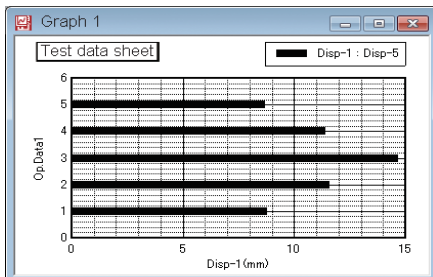 Graph 1
Test data sheet
Disp-1 : Disp-5
6
5
4
3
2
1
0
Op.Data1
0 5 10 15
Disp-1(mm)